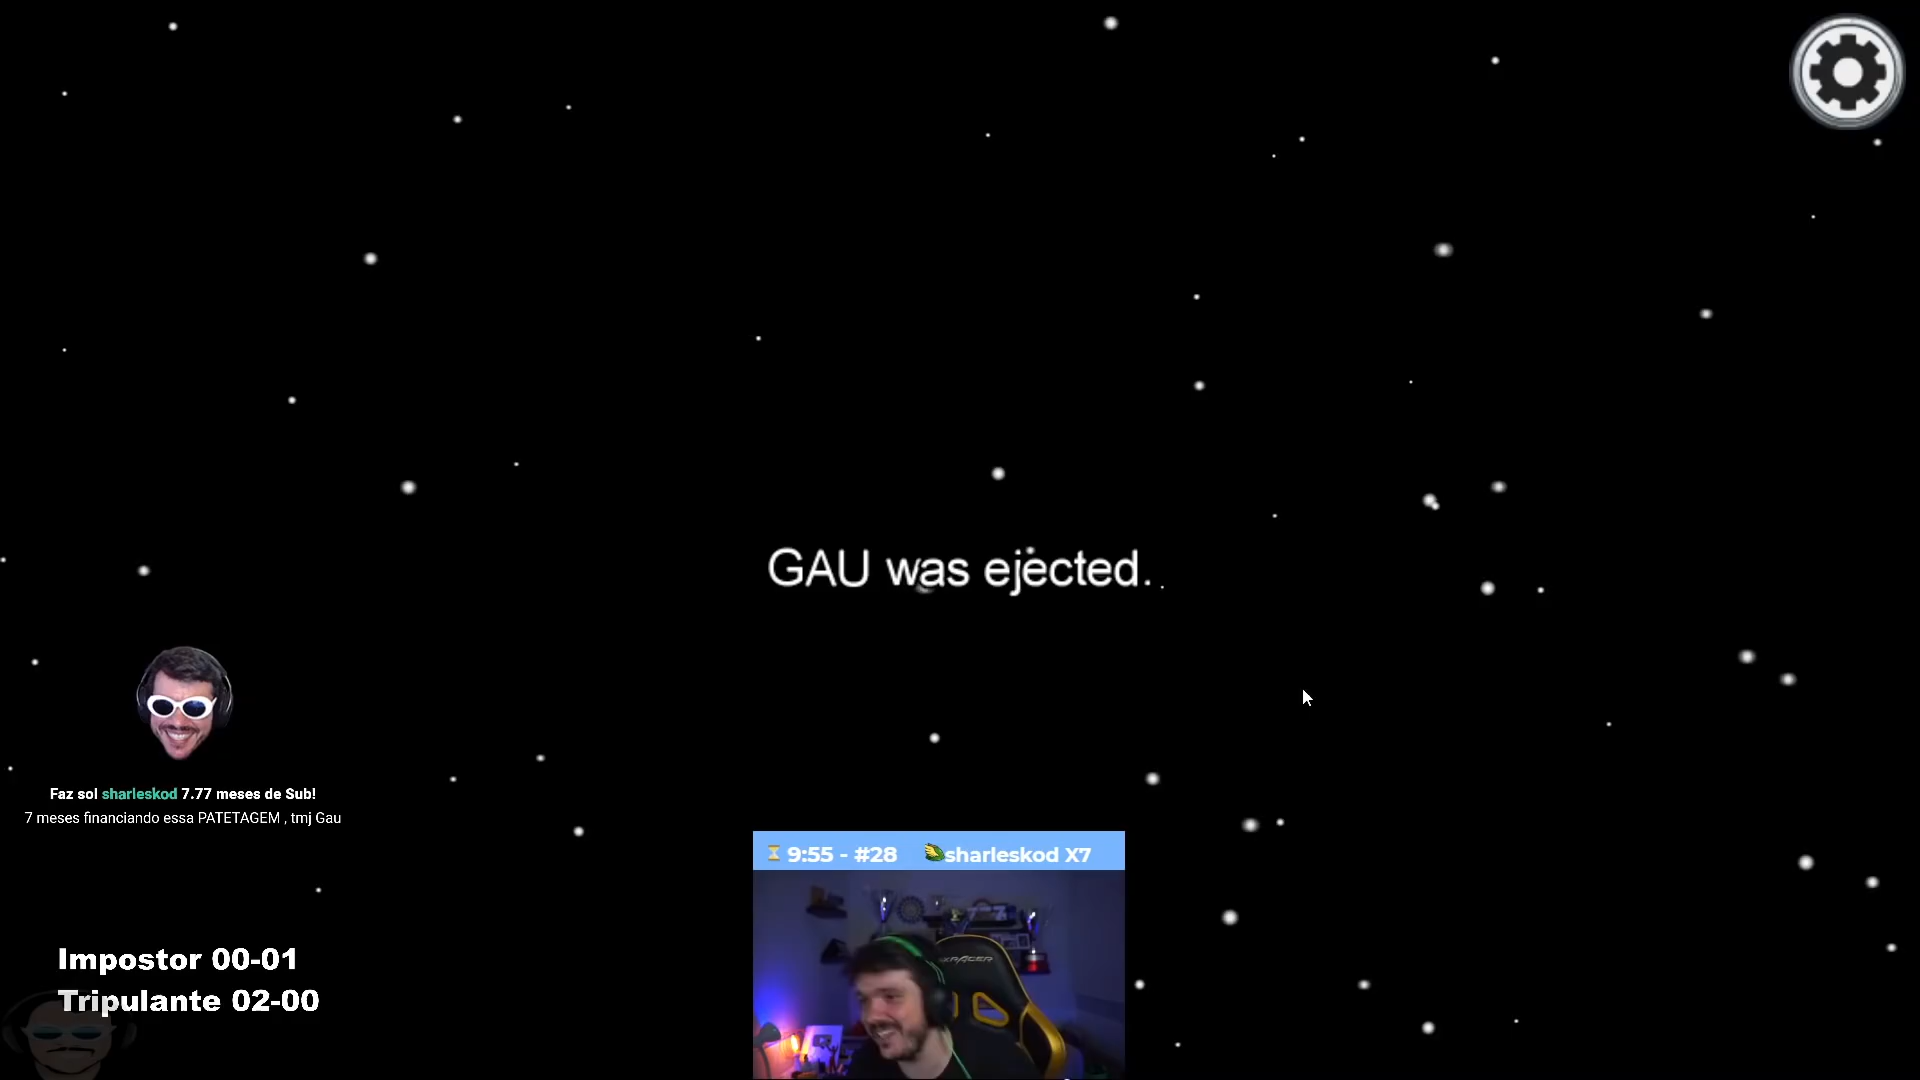 GAU was ejected.
Faz sol sharleskod 7.77 meses de Sub!
7 meses financiando essa PATETAGEM , tmj Gau
9:55 - #28 sharleskod X7
Impostor 00-01
Tripulante 02-00